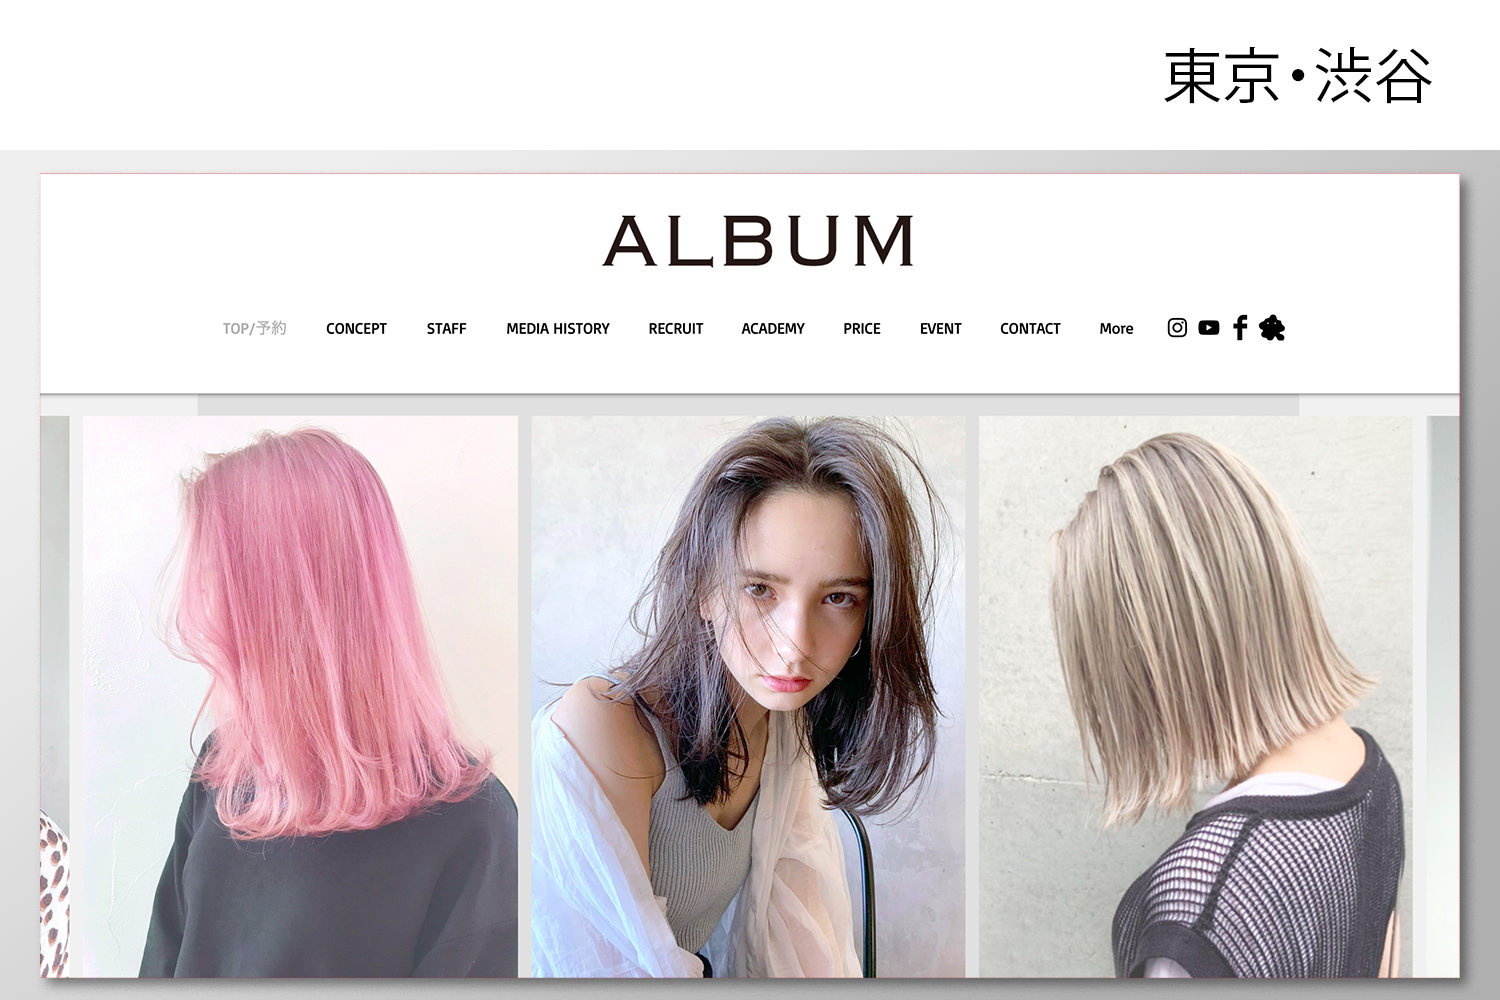 東京・渋谷
ALBUM
TOP/予約 CONCEPT STAFF MEDIA HISTORY RECRUIT ACADEMY PRICE EVENT CONTACT More